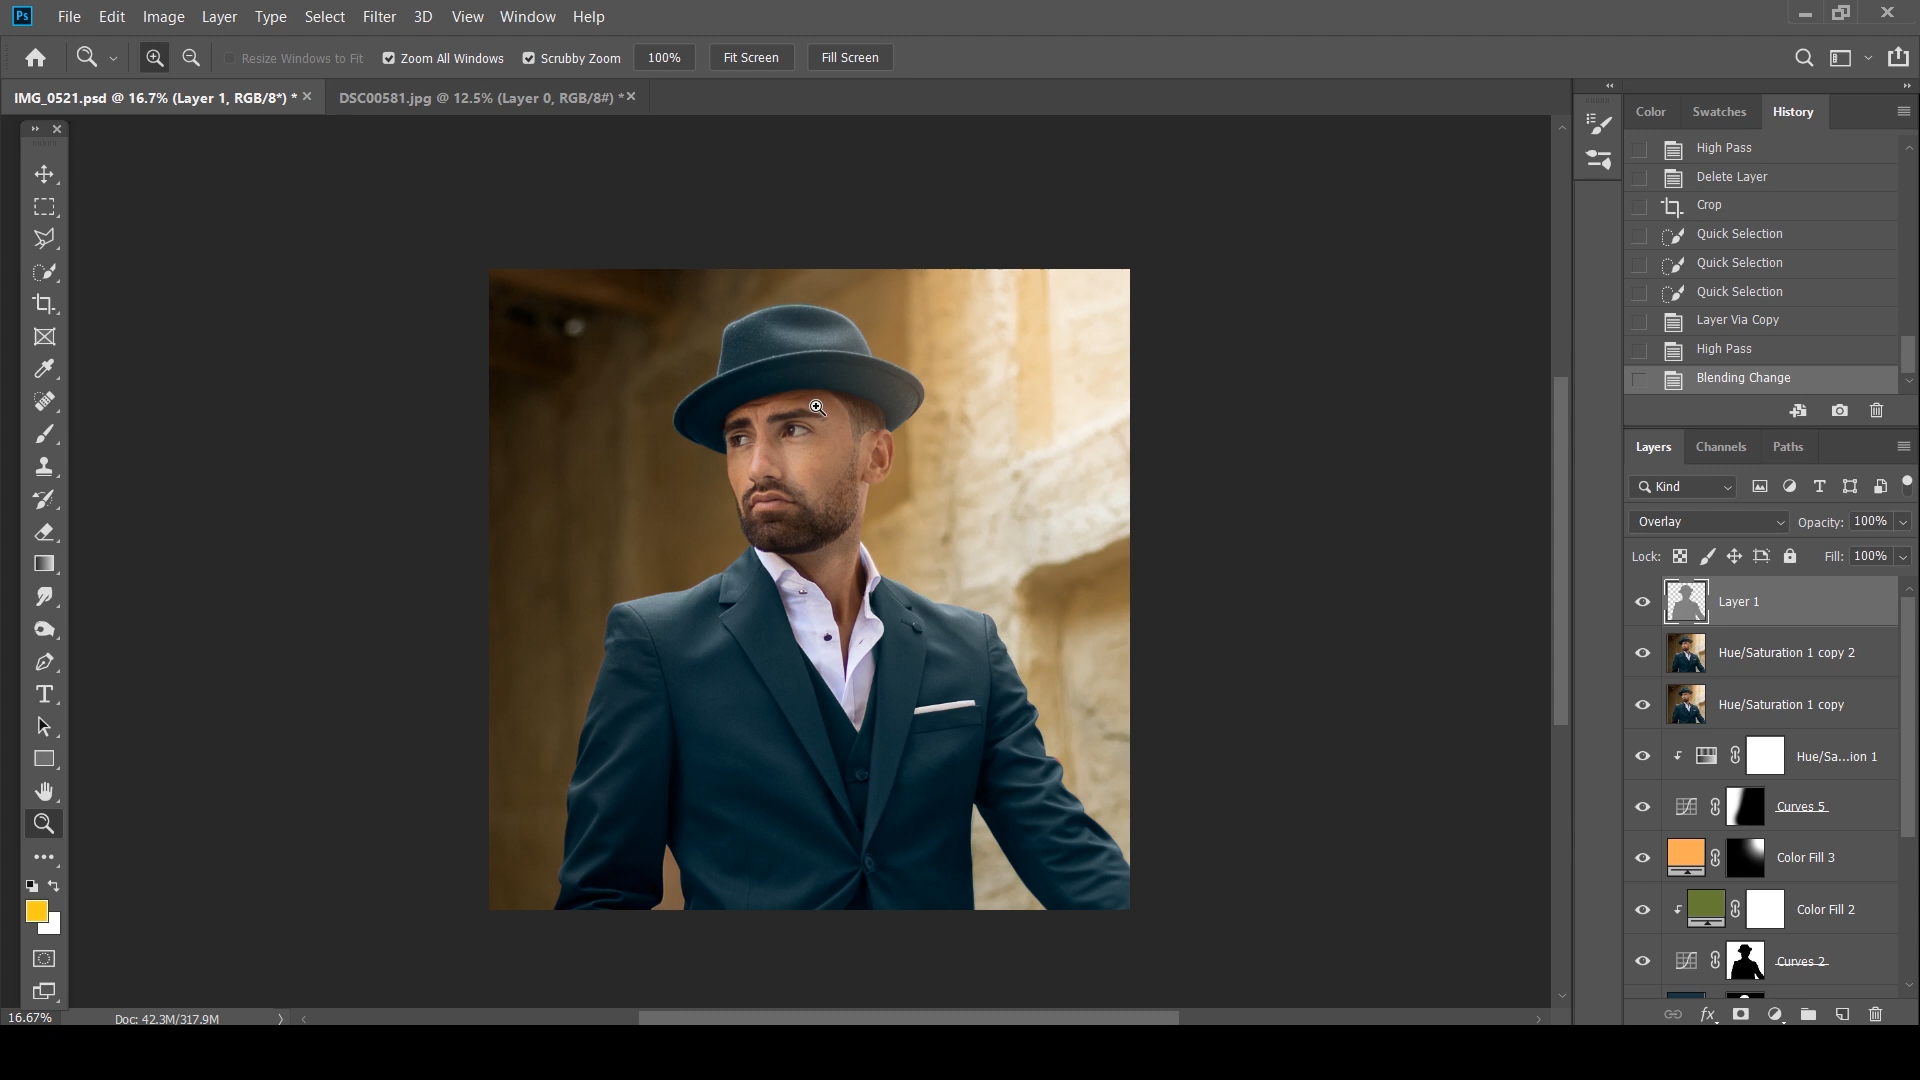 Ps File Edit Image Layer Type Select Filter 3D View Window Help
Resize Windows to Fit Zoom All Windows Scrubby Zoom 100% Fit Screen Fill Screen
IMG_0521.psd @ 16.7% (Layer 1, RGB/8*) * × DSC00581.jpg @ 12.5% (Layer 0, RGB/8#) * ×
Color Swatches History
High Pass
Delete Layer
Crop
Quick Selection
Quick Selection
Quick Selection
Layer Via Copy
High Pass
Blending Change
Layers Channels Paths
Kind
Overlay Opacity: 100%
Lock: Fill: 100%
Layer 1
Hue/Saturation 1 copy 2
Hue/Saturation 1 copy
Hue/Sa...ion 1
Curves 5
Color Fill 3
Color Fill 2
Curves 2
fx
16.67% Doc: 42.3M/317.9M